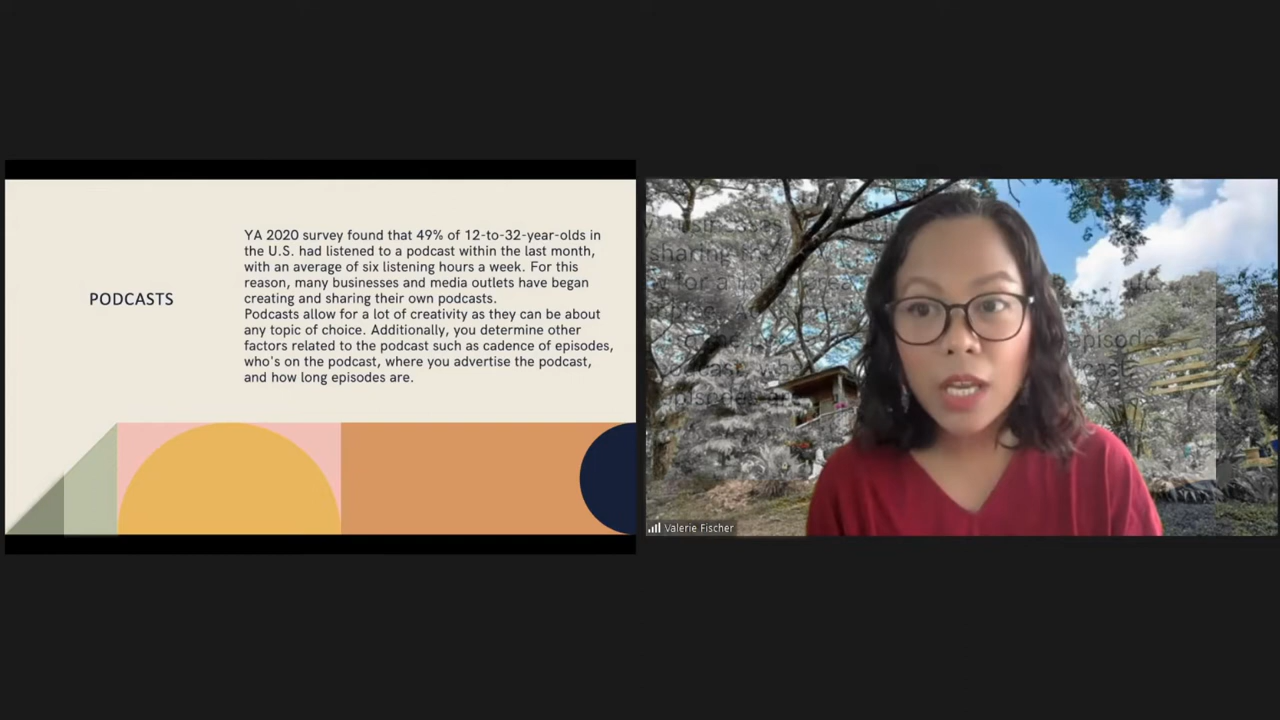 PODCASTS
YA 2020 survey found that 49% of 12-to-32-year-olds in
the U.S. had listened to a podcast within the last month,
with an average of six listening hours a week. For this
reason, many businesses and media outlets have began
creating and sharing their own podcasts.
Podcasts allow for a lot of creativity as they can be about
any topic of choice. Additionally, you determine other
factors related to the podcast such as cadence of episodes,
who's on the podcast, where you advertise the podcast,
and how long episodes are.
sharing
for a
episodes
Valerie Fischer